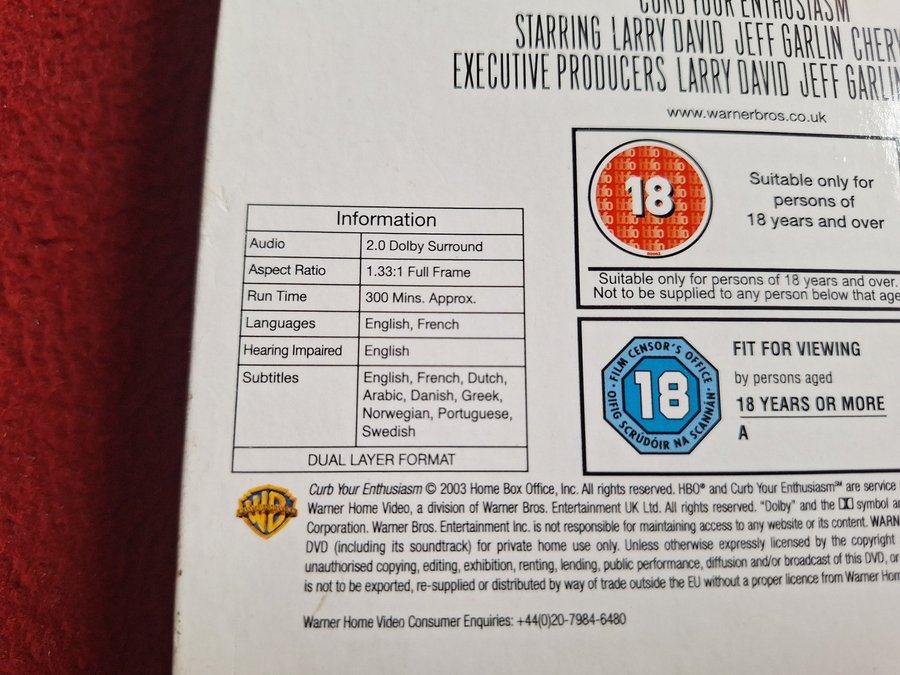 CURB YOUR ENTHUSIASM
STARRING LARRY DAVID JEFF GARLIN
EXECUTIVE PRODUCERS LARRY DAVID JEFF GARLIN
www.warnerbros.co.uk
18
Suitable only for
persons of
18 years and over
Suitable only for persons of 18 years and over.
Not to be supplied to any person below that age
Information
Audio 2.0 Dolby Surround
Aspect Ratio 1.33:1 Full Frame
Run Time 300 Mins. Approx.
Languages English, French
Hearing Impaired English
Subtitles English, French, Dutch,
Arabic, Danish, Greek,
Norwegian, Portuguese,
Swedish
DUAL LAYER FORMAT
FILM CENSOR'S OFFICE
18
OIFIG SCRÚDÓIR NA SCANNÁN
FIT FOR VIEWING
by persons aged
18 YEARS OR MORE
A
WB
Curb Your Enthusiasm © 2003 Home Box Office, Inc. All rights reserved. HBO® and Curb Your Enthusiasm℠ are service
Warner Home Video, a division of Warner Bros. Entertainment UK Ltd. All rights reserved. "Dolby" and the symbol
Corporation. Warner Bros. Entertainment Inc. is not responsible for maintaining access to any website or its content.
DVD (including its soundtrack) for private home use only. Unless otherwise expressly licensed by the copyright
unauthorised copying, editing, exhibition, renting, lending, public performance, diffusion and/or broadcast of this DVD, or
is not to be exported, re-supplied or distributed by way of trade outside the EU without a proper licence from Warner
Warner Home Video Consumer Enquiries: +44(0)20-7984-6480